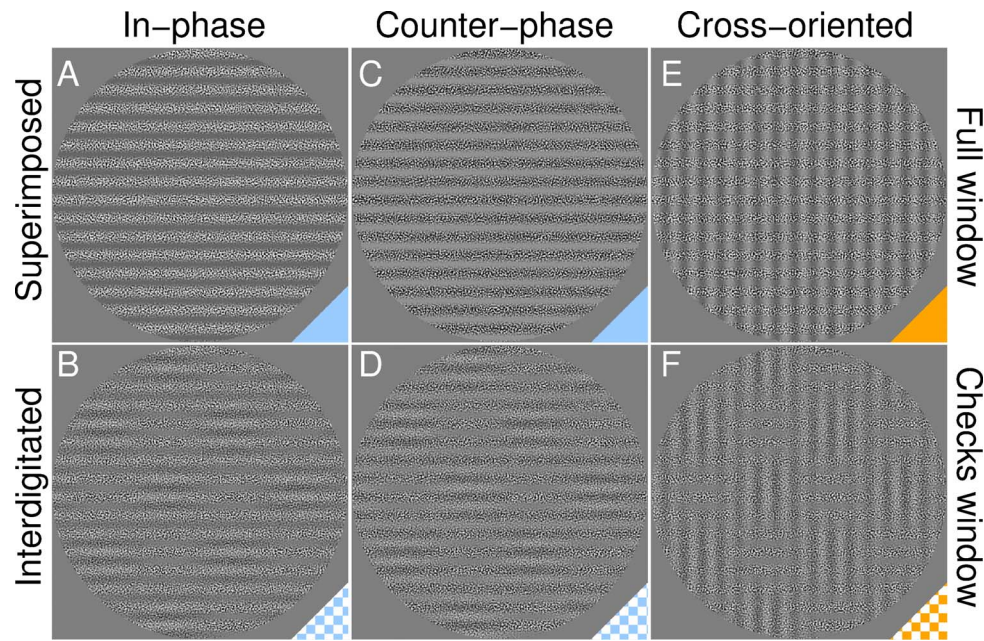 In−phase
Counter−phase
Cross−oriented
Superimposed
A
C
E
Full window
Interdigitated
B
D
F
Checks window